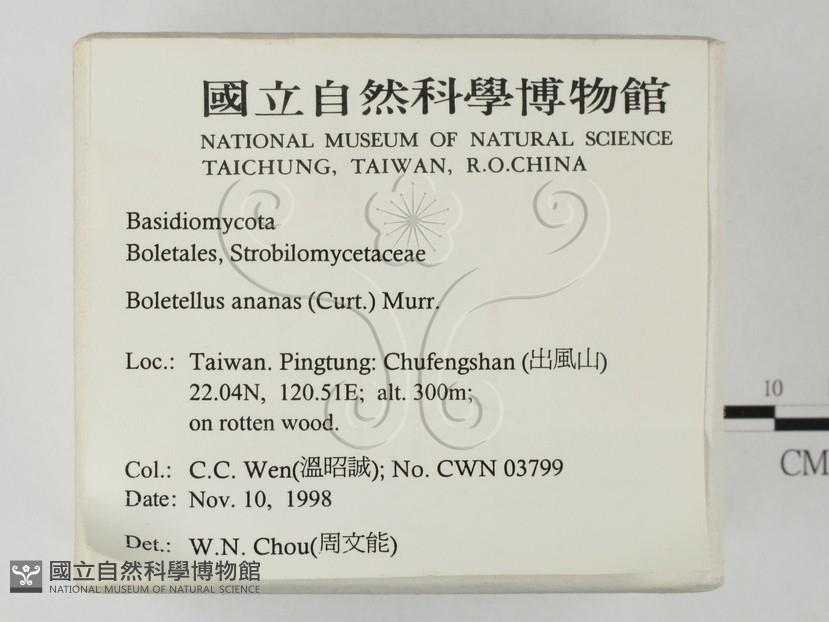 國立自然科學博物館
NATIONAL MUSEUM OF NATURAL SCIENCE
TAICHUNG, TAIWAN, R.O.CHINA
Basidiomycota
Boletales, Strobilomycetaceae
Boletellus ananas (Curt.) Murr.
Loc.: Taiwan. Pingtung: Chufengshan (出風山)
22.04N, 120.51E; alt. 300m;
on rotten wood.
Col.: C.C. Wen(溫昭誠); No. CWN 03799
Date: Nov. 10, 1998
Det.: W.N. Chou(周文能)
10
CM
國立自然科學博物館
NATIONAL MUSEUM OF NATURAL SCIENCE